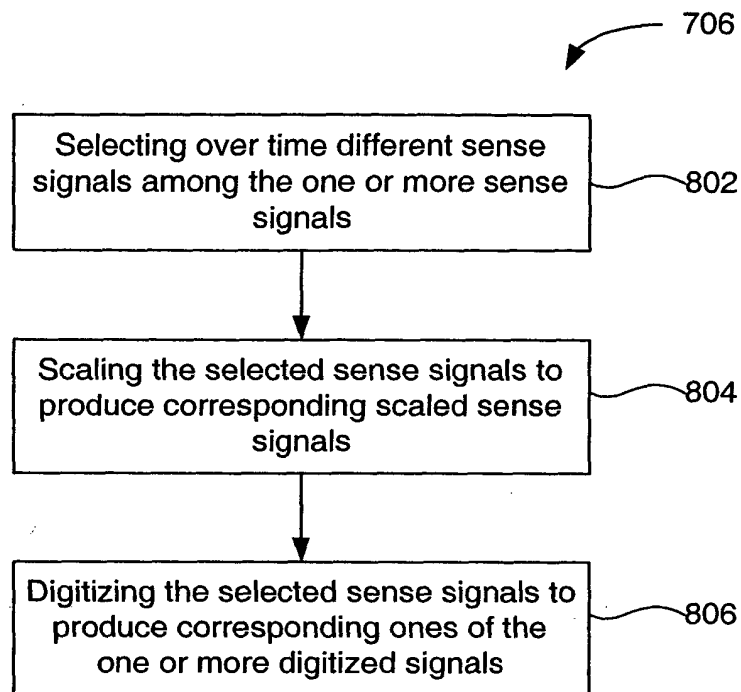 706
Selecting over time different sense
signals among the one or more sense
signals
802
Scaling the selected sense signals to
produce corresponding scaled sense
signals
804
Digitizing the selected sense signals to
produce corresponding ones of the
one or more digitized signals
806